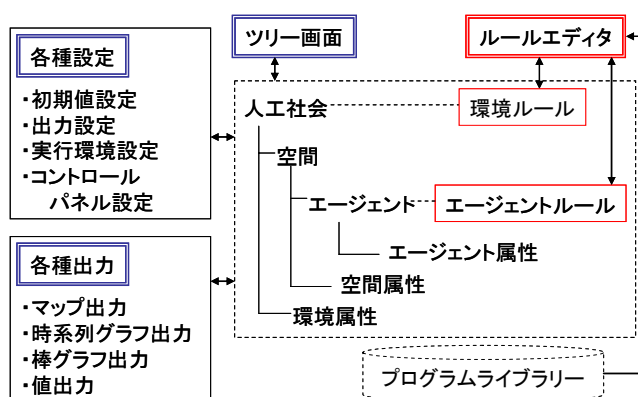 各種設定
・初期値設定
・出力設定
・実行環境設定
・コントロール
パネル設定
各種出力
・マップ出力
・時系列グラフ出力
・棒グラフ出力
・値出力
ツリー画面
ルールエディタ
人工社会
環境ルール
空間
エージェント
エージェントルール
エージェント属性
空間属性
環境属性
プログラムライブラリー